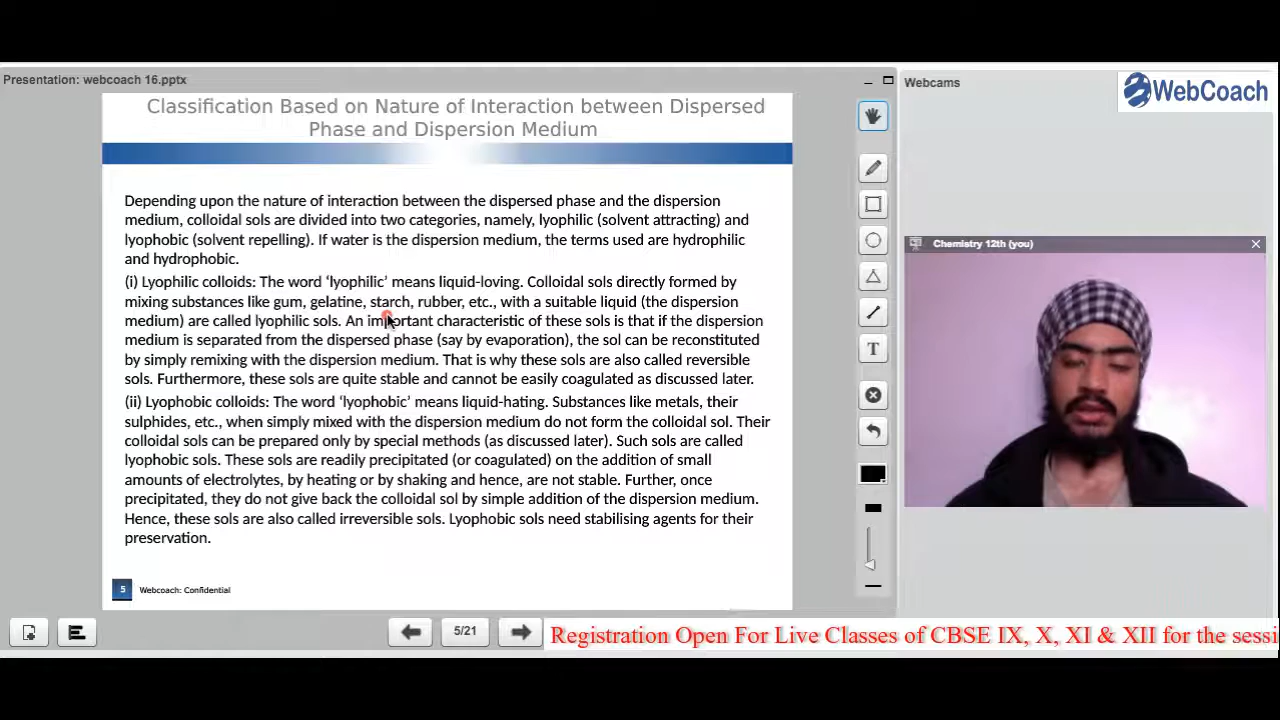 Presentation: webcoach 16.pptx
Classification Based on Nature of Interaction between Dispersed
Phase and Dispersion Medium
Depending upon the nature of interaction between the dispersed phase and the dispersion
medium, colloidal sols are divided into two categories, namely, lyophilic (solvent attracting) and
lyophobic (solvent repelling). If water is the dispersion medium, the terms used are hydrophilic
and hydrophobic.
(i) Lyophilic colloids: The word ‘lyophilic’ means liquid-loving. Colloidal sols directly formed by
mixing substances like gum, gelatine, starch, rubber, etc., with a suitable liquid (the dispersion
medium) are called lyophilic sols. An important characteristic of these sols is that if the dispersion
medium is separated from the dispersed phase (say by evaporation), the sol can be reconstituted
by simply remixing with the dispersion medium. That is why these sols are also called reversible
sols. Furthermore, these sols are quite stable and cannot be easily coagulated as discussed later.
(ii) Lyophobic colloids: The word ‘lyophobic’ means liquid-hating. Substances like metals, their
sulphides, etc., when simply mixed with the dispersion medium do not form the colloidal sol. Their
colloidal sols can be prepared only by special methods (as discussed later). Such sols are called
lyophobic sols. These sols are readily precipitated (or coagulated) on the addition of small
amounts of electrolytes, by heating or by shaking and hence, are not stable. Further, once
precipitated, they do not give back the colloidal sol by simple addition of the dispersion medium.
Hence, these sols are also called irreversible sols. Lyophobic sols need stabilising agents for their
preservation.
5
Webcoach: Confidential
T
5/21
Webcams
WebCoach
Chemistry 12th (you)
Registration Open For Live Classes of CBSE IX, X, XI & XII for the sessi